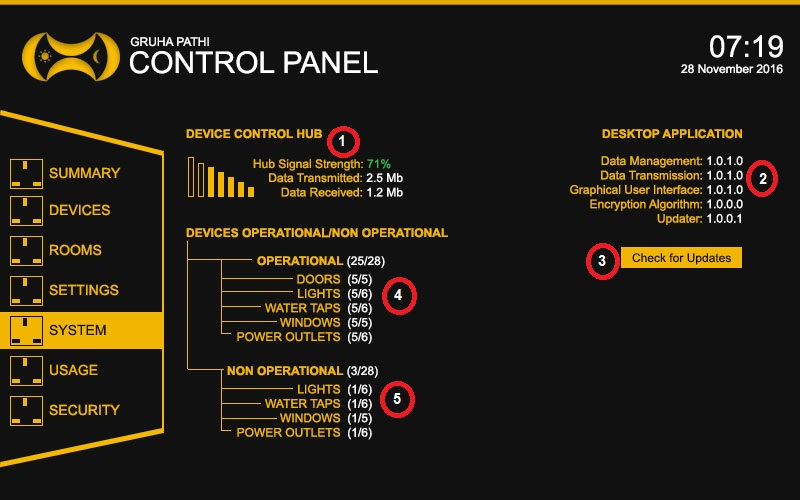 GRUHA PATHI
CONTROL PANEL
07:19
28 November 2016
SUMMARY
DEVICES
ROOMS
SETTINGS
SYSTEM
USAGE
SECURITY
DEVICE CONTROL HUB 1
Hub Signal Strength: 71%
Data Transmitted: 2.5 Mb
Data Received: 1.2 Mb
DEVICES OPERATIONAL/NON OPERATIONAL
OPERATIONAL (25/28)
DOORS (5/5)
LIGHTS (5/6) 4
WATER TAPS (5/6)
WINDOWS (5/5)
POWER OUTLETS (5/6)
NON OPERATIONAL (3/28)
LIGHTS (1/6)
WATER TAPS (1/6) 5
WINDOWS (1/5)
POWER OUTLETS (1/6)
DESKTOP APPLICATION
Data Management: 1.0.1.0
Data Transmission: 1.0.1.0 2
Graphical User Interface: 1.0.1.0
Encryption Algorithm: 1.0.0.0
Updater: 1.0.0.1
3 Check for Updates